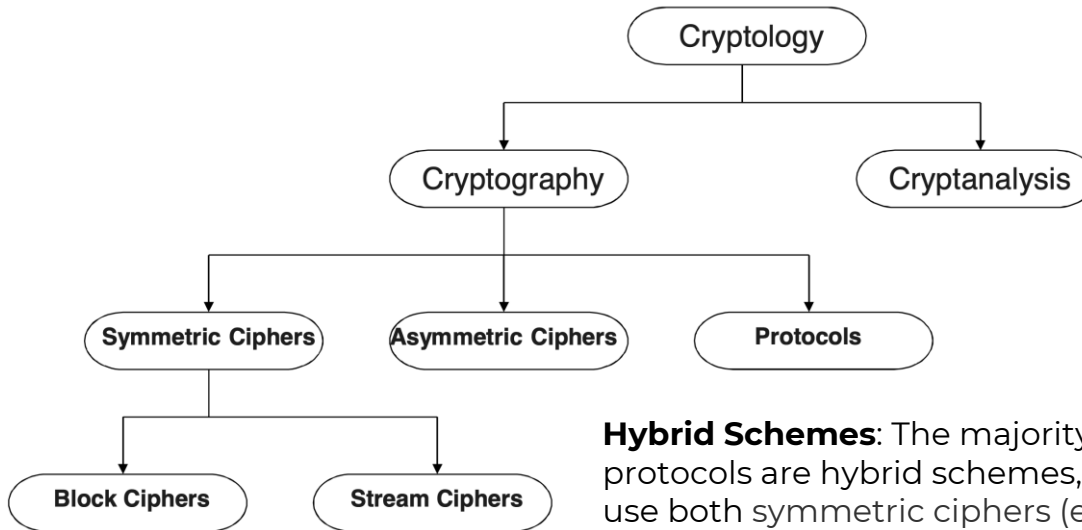 Cryptology
Cryptography
Cryptanalysis
Symmetric Ciphers
Asymmetric Ciphers
Protocols
Block Ciphers
Stream Ciphers
Hybrid Schemes: The majority
protocols are hybrid schemes,
use both symmetric ciphers (e